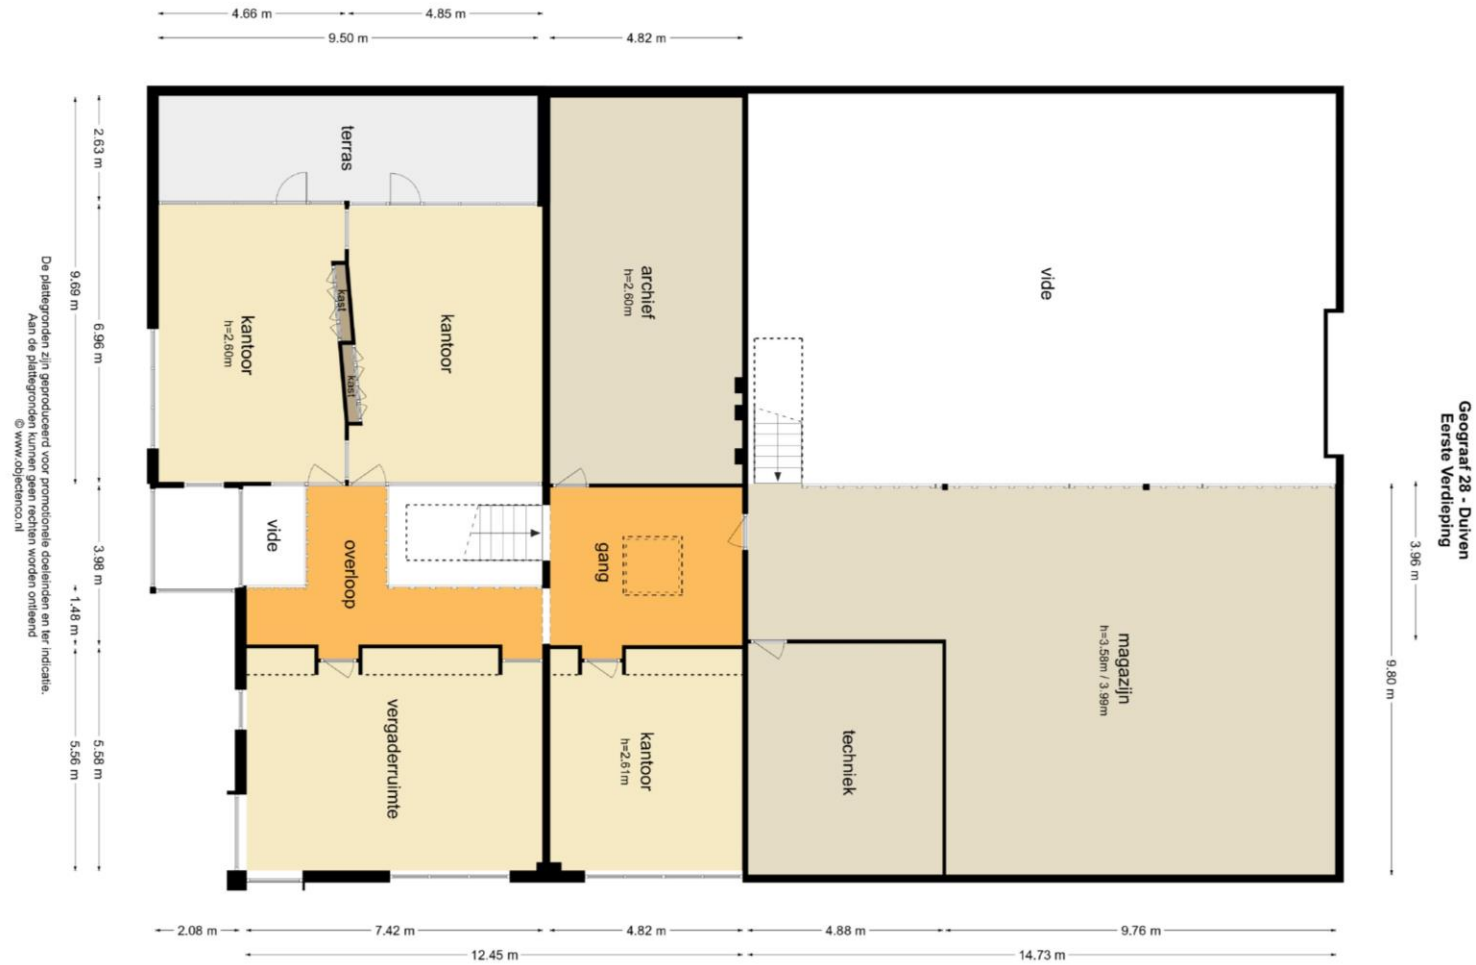 Geograaf 28 - Duiven
Eerste Verdieping
4.66 m
4.85 m
9.50 m
4.82 m
2.63 m
9.69 m
6.96 m
3.98 m
1.48 m
5.58 m
5.56 m
terras
kantoor
h=2.60m
kast
kast
kantoor
archief
h=2.60m
vide
vide
overloop
gang
magazijn
h=3.58m / 3.99m
vergaderruimte
kantoor
h=2.61m
techniek
3.96 m
9.80 m
2.08 m
7.42 m
4.82 m
4.88 m
9.76 m
12.45 m
14.73 m
De plattegronden zijn geproduceerd voor promotionele doeleinden en ter indicatie.
Aan de plattegronden kunnen geen rechten worden ontleend
© www.objectenco.nl